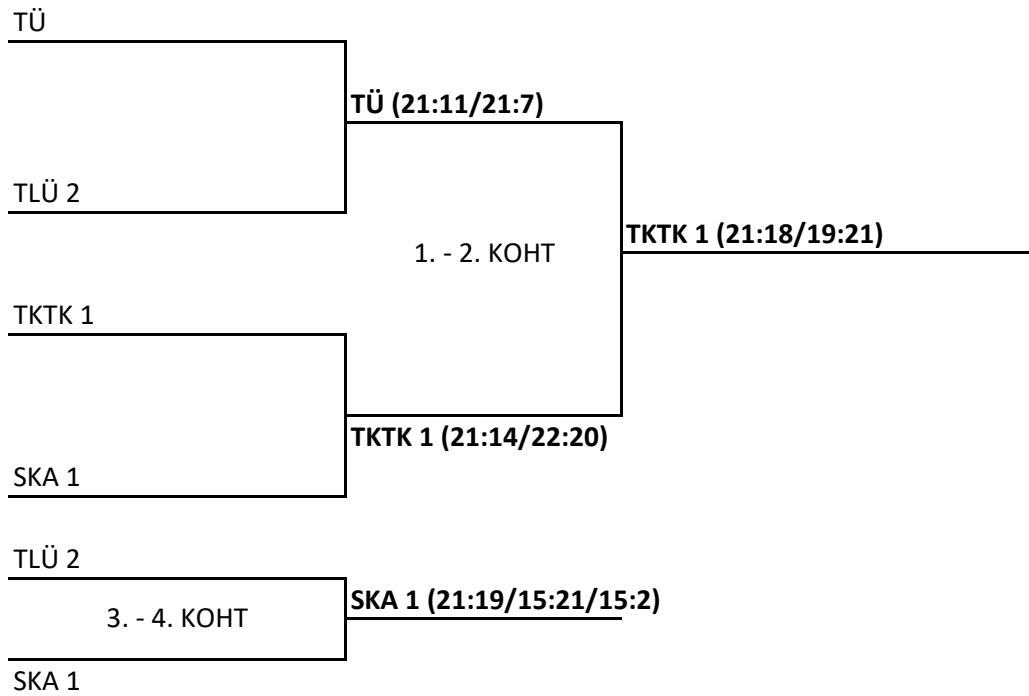 TÜ
TÜ (21:11/21:7)
TLÜ 2
1. - 2. KOHT
TKTK 1 (21:18/19:21)
TKTK 1
TKTK 1 (21:14/22:20)
SKA 1
TLÜ 2
3. - 4. KOHT
SKA 1 (21:19/15:21/15:2)
SKA 1